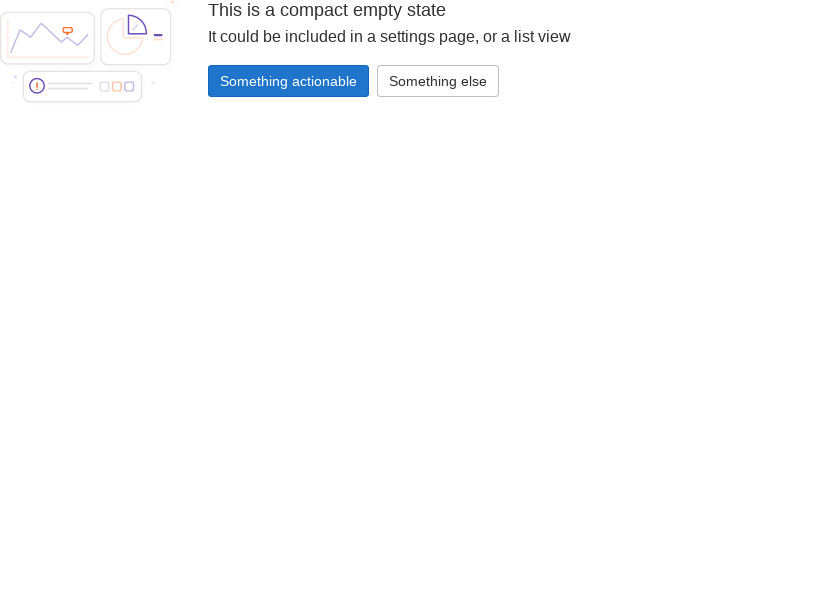 This is a compact empty state
It could be included in a settings page, or a list view
Something actionable
Something else